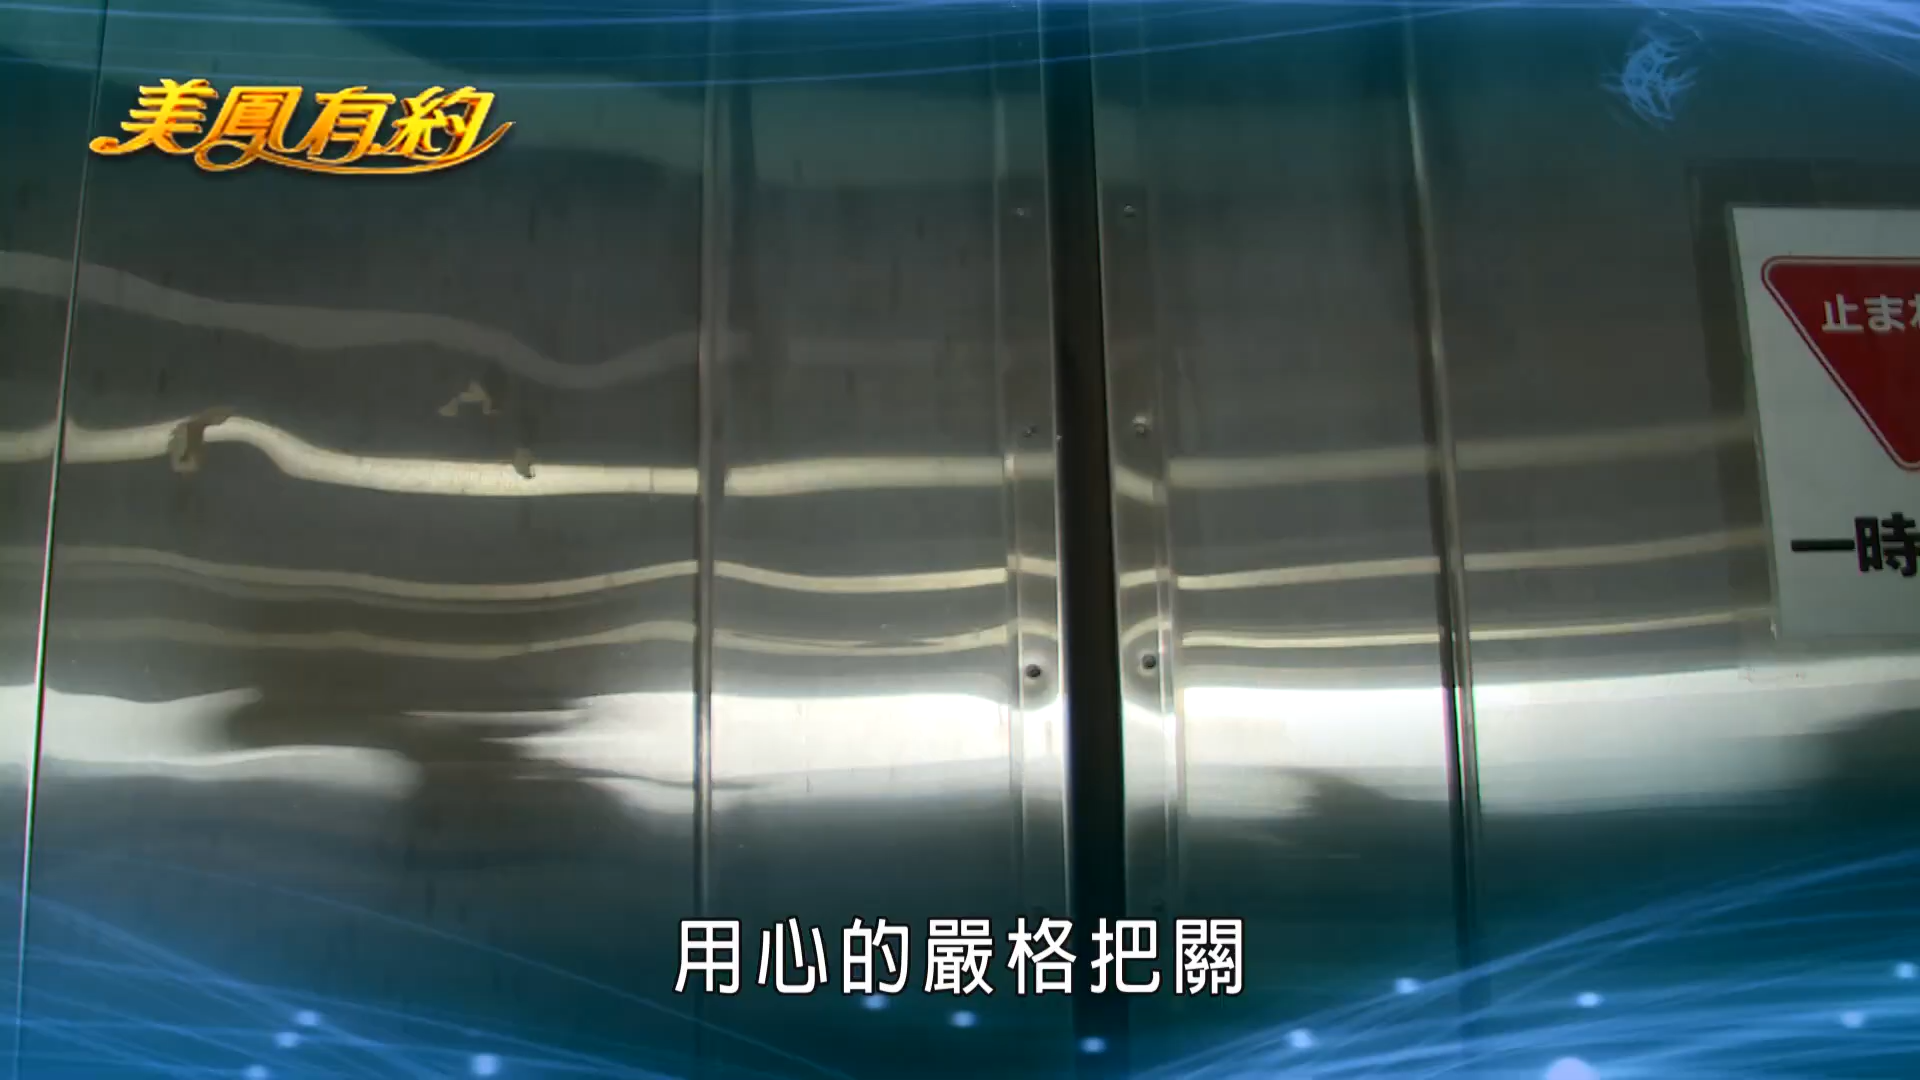 美鳳有約
止ま
一時
用心的嚴格把關